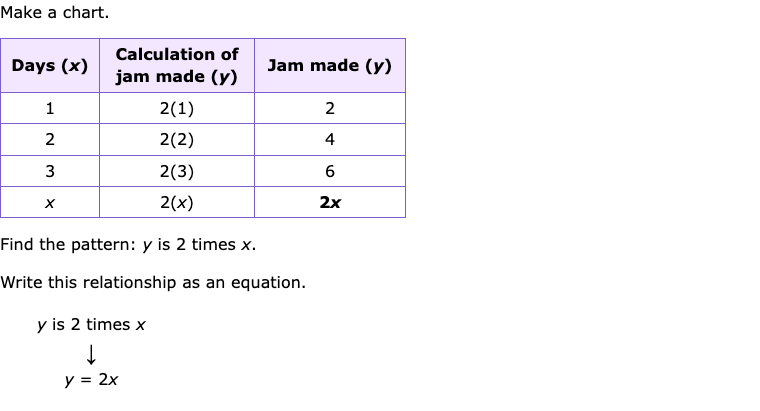 Make a chart.
Days (x) Calculation of jam made (y) Jam made (y)
1 2(1) 2
2 2(2) 4
3 2(3) 6
x 2(x) 2x
Find the pattern: y is 2 times x.
Write this relationship as an equation.
y is 2 times x
↓
y = 2x